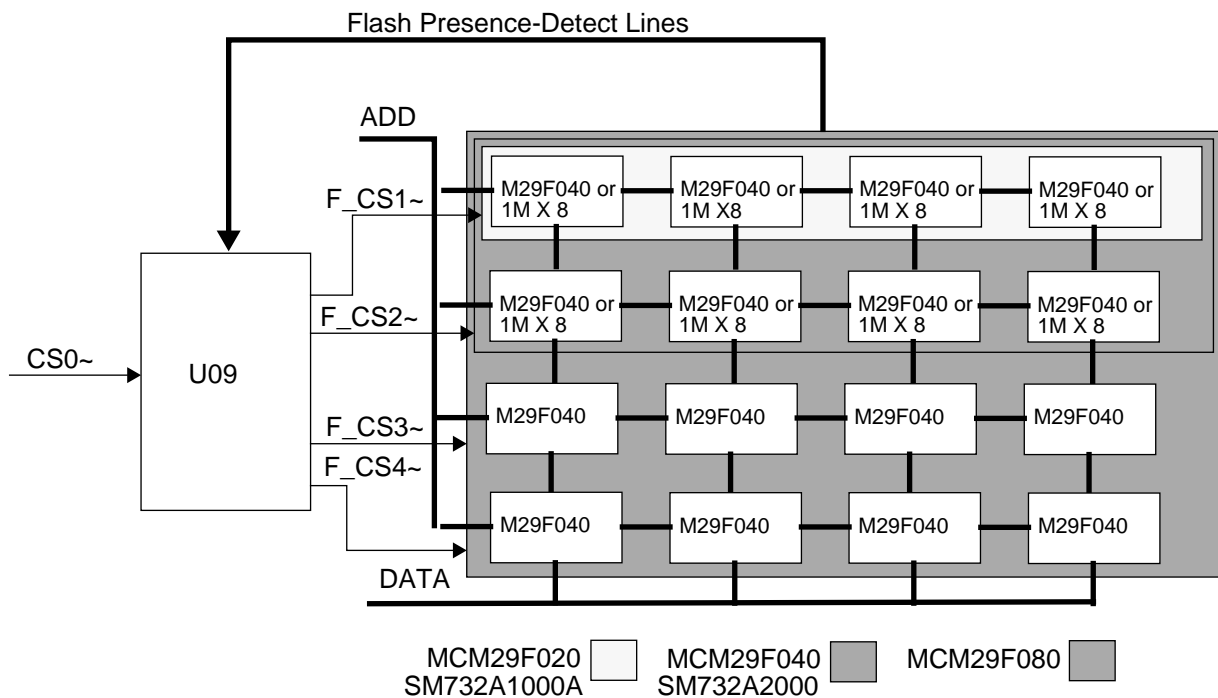 Flash Presence-Detect Lines
ADD
F_CS1~
M29F040 or
1M X 8
M29F040 or
1M X8
M29F040 or
1M X 8
M29F040 or
1M X 8
F_CS2~
M29F040 or
1M X 8
M29F040 or
1M X 8
M29F040 or
1M X 8
M29F040 or
1M X 8
CS0~
U09
F_CS3~
M29F040
M29F040
M29F040
M29F040
F_CS4~
M29F040
M29F040
M29F040
M29F040
DATA
MCM29F020
SM732A1000A
MCM29F040
SM732A2000
MCM29F080